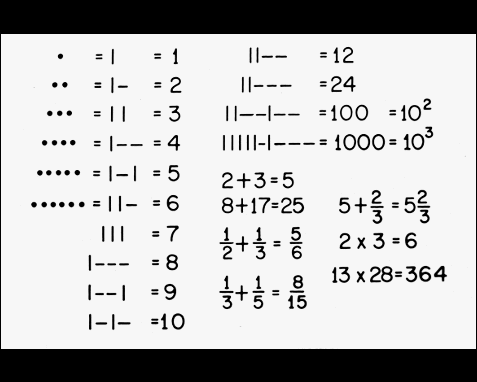 • = | = 1
•• = |- = 2
••• = || = 3
•••• = |-- = 4
••••• = |-| = 5
•••••• = ||- = 6
||| = 7
|--- = 8
|--| = 9
|-|- = 10
||-- = 12
||--- = 24
||--|-- = 100 = 10²
|||||-|--- = 1000 = 10³
2+3=5
8+17=25
1/2 + 1/3 = 5/6
1/3 + 1/5 = 8/15
5+2/3 = 5 2/3
2 x 3 = 6
13 x 28=364